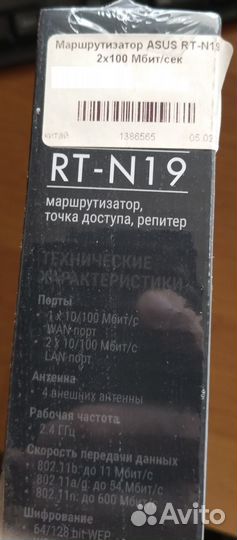 Маршрутизатор ASUS RT-N19
2x100 Мбит/сек
китай 1386565 05.02
RT-N19
маршрутизатор,
точка доступа, репитер
ТЕХНИЧЕСКИЕ
ХАРАКТЕРИСТИКИ
Порты
• 1 x 10/100 Мбит/с
WAN порт
• 2 x 10/100 Мбит/с
LAN порт
Антенна
4 внешних антенны
Рабочая частота
2.4 ГГц
Скорость передачи данных
802.11b: до 11 Мбит/с
802.11a/g: до 54 Мбит/с
802.11n: до 600 Мбит/с
Шифрование
64/128 bit WEP
Avito